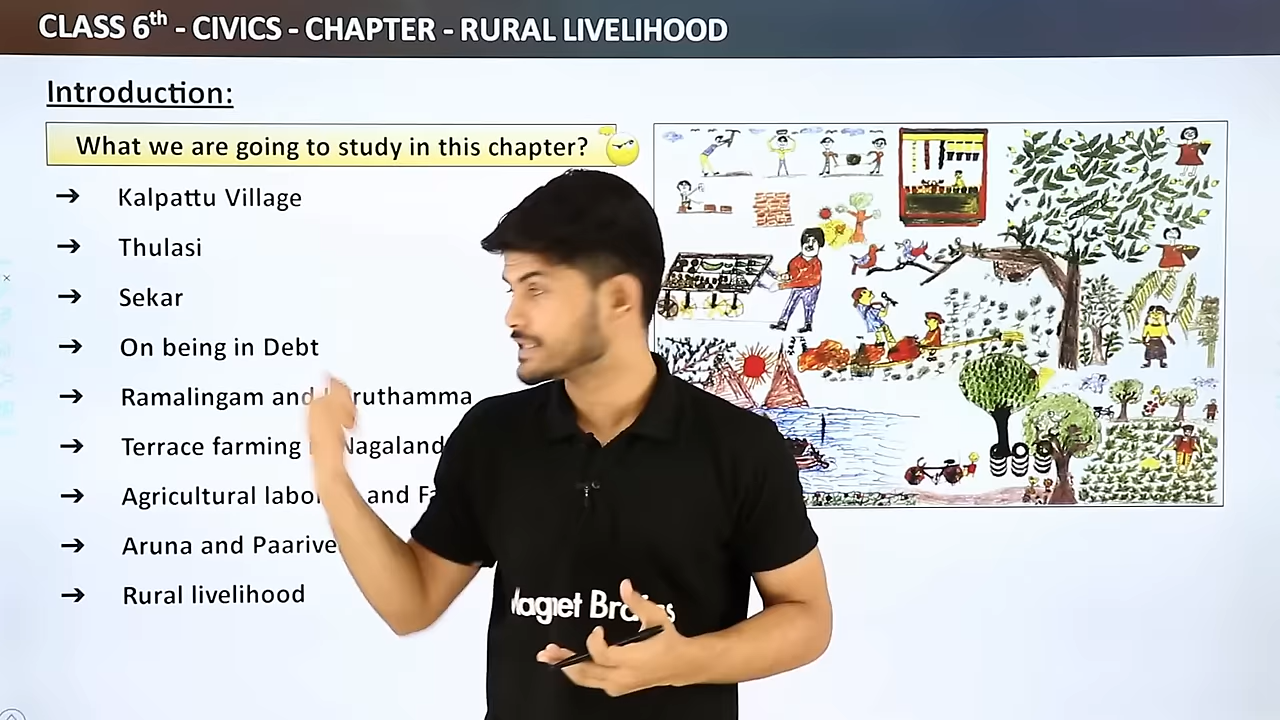 CLASS 6th - CIVICS - CHAPTER - RURAL LIVELIHOOD
Introduction:
What we are going to study in this chapter?
→ Kalpattu Village
→ Thulasi
→ Sekar
→ On being in Debt
→ Ramalingam and
→ Terrace farming Nagaland
→ Agricultural and
→ Aruna and
→ Rural livelihood
Magnet